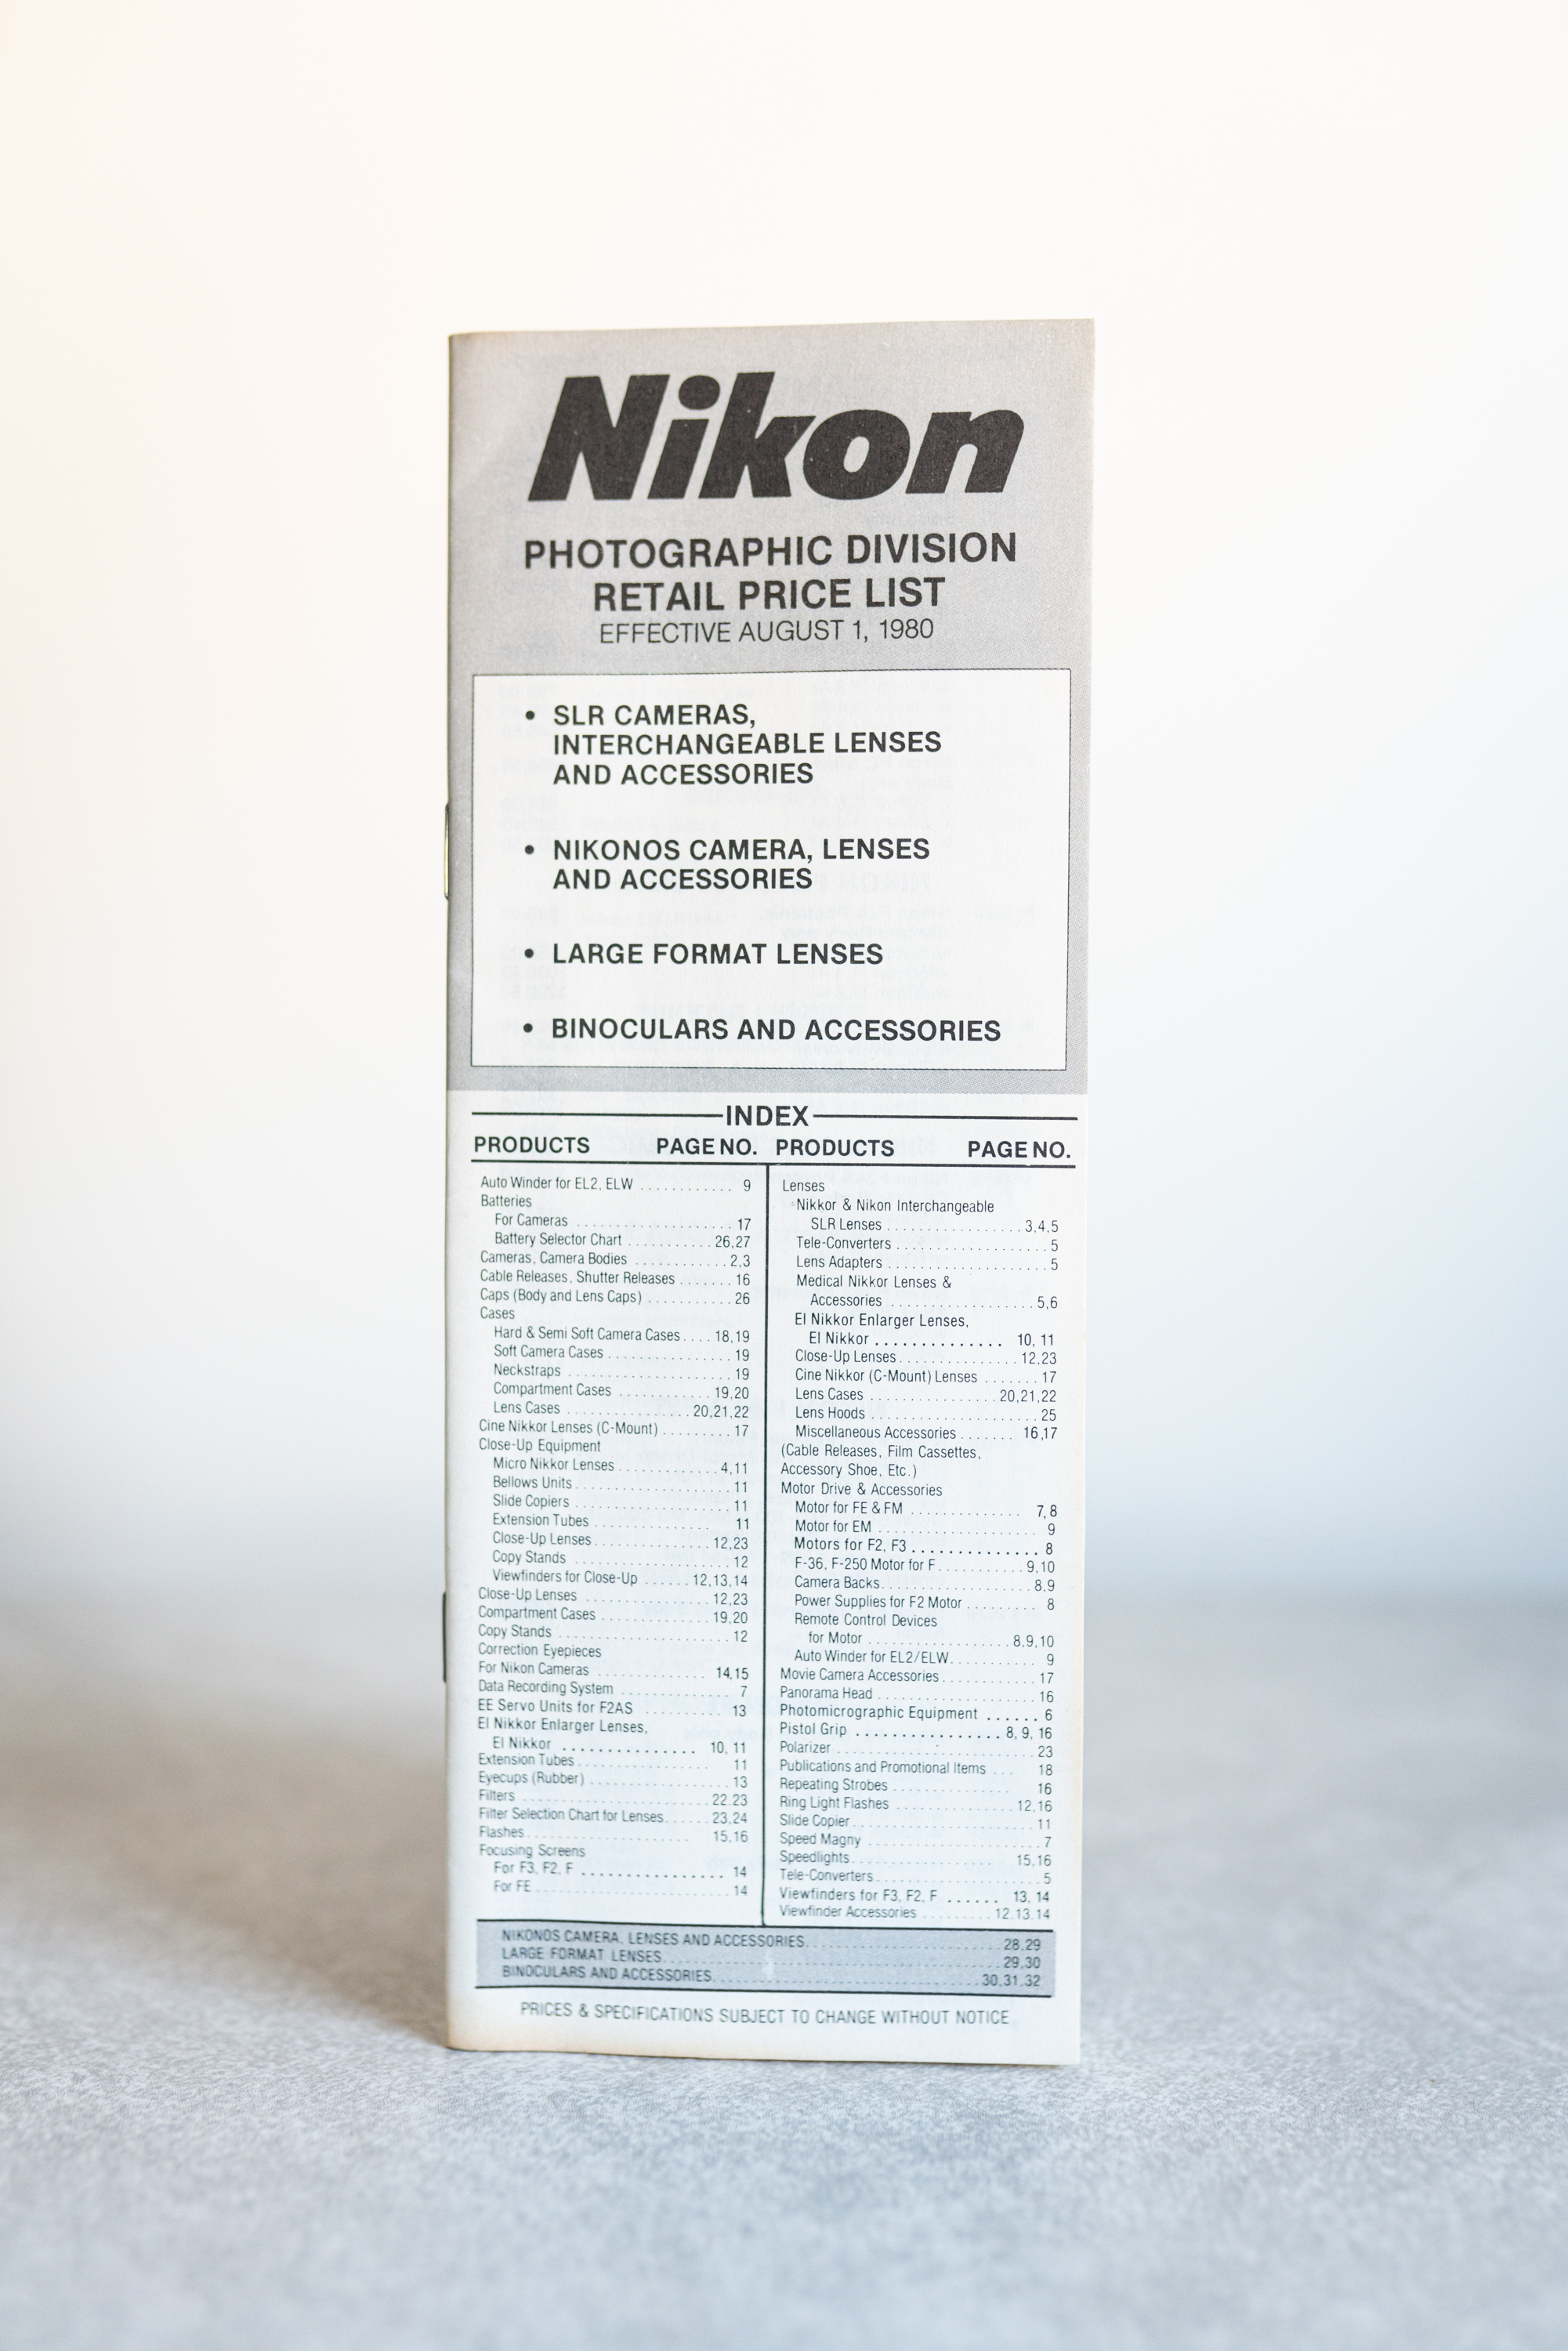 Nikon
PHOTOGRAPHIC DIVISION
RETAIL PRICE LIST
EFFECTIVE AUGUST 1, 1980
• SLR CAMERAS,
INTERCHANGEABLE LENSES
AND ACCESSORIES
• NIKONOS CAMERA, LENSES
AND ACCESSORIES
• LARGE FORMAT LENSES
• BINOCULARS AND ACCESSORIES
INDEX
PRODUCTS PAGE NO.
Auto Winder for EL2, ELW ............ 9
Batteries
For Cameras .................... 17
Battery Selector Chart .......... 26,27
Cameras, Camera Bodies ............ 2,3
Cable Releases, Shutter Releases ....... 16
Caps (Body and Lens Caps) ........... 26
Cases
Hard & Semi Soft Camera Cases .... 18,19
Soft Camera Cases ................ 19
Neckstraps ...................... 19
Compartment Cases ............ 19,20
Lens Cases ................ 20,21,22
Cine Nikkor Lenses (C-Mount) ......... 17
Close-Up Equipment
Micro Nikkor Lenses ............. 4,11
Bellows Units .................... 11
Slide Copiers .................... 11
Extension Tubes ............... 11
Close-Up Lenses ............... 12,23
Copy Stands .................... 12
Viewfinders for Close-Up ...... 12,13,14
Close-Up Lenses ................. 12,23
Compartment Cases .............. 19,20
Copy Stands ...................... 12
Correction Eyepieces
For Nikon Cameras .............. 14,15
Data Recording System .............. 7
EE Servo Units for F2AS .......... 13
El Nikkor Enlarger Lenses,
El Nikkor ............... 10, 11
Extension Tubes ................. 11
Eyecups (Rubber) .................. 13
Filters ......................... 22,23
Filter Selection Chart for Lenses ...... 23,24
Flashes ..................... 15,16
Focusing Screens
For F3, F2, F ................. 14
For FE ......................... 14
PRODUCTS PAGE NO.
Lenses
Nikkor & Nikon Interchangeable
SLR Lenses ................. 3,4,5
Tele-Converters ................... 5
Lens Adapters .................... 5
Medical Nikkor Lenses &
Accessories .................. 5,6
El Nikkor Enlarger Lenses,
El Nikkor .............. 10, 11
Close-Up Lenses ............... 12,23
Cine Nikkor (C-Mount) Lenses ....... 17
Lens Cases ................ 20,21,22
Lens Hoods ..................... 25
Miscellaneous Accessories ....... 16,17
(Cable Releases, Film Cassettes,
Accessory Shoe, Etc.)
Motor Drive & Accessories
Motor for FE & FM .............. 7,8
Motor for EM .................... 9
Motors for F2, F3 .............. 8
F-36, F-250 Motor for F ........... 9,10
Camera Backs ................... 8,9
Power Supplies for F2 Motor ......... 8
Remote Control Devices
for Motor .................. 8,9,10
Auto Winder for EL2/ELW .......... 9
Movie Camera Accessories ........... 17
Panorama Head .................... 16
Photomicrographic Equipment ...... 6
Pistol Grip ................ 8, 9, 16
Polarizer ......................... 23
Publications and Promotional Items ... 18
Repeating Strobes .................. 16
Ring Light Flashes ............... 12,16
Slide Copier ....................... 11
Speed Magny ...................... 7
Speedlights ................... 15,16
Tele-Converters ..................... 5
Viewfinders for F3, F2, F ...... 13, 14
Viewfinder Accessories ......... 12,13,14
NIKONOS CAMERA, LENSES AND ACCESSORIES ........................ 28,29
LARGE FORMAT LENSES ........................................ 29,30
BINOCULARS AND ACCESSORIES ................................ 30,31,32
PRICES & SPECIFICATIONS SUBJECT TO CHANGE WITHOUT NOTICE